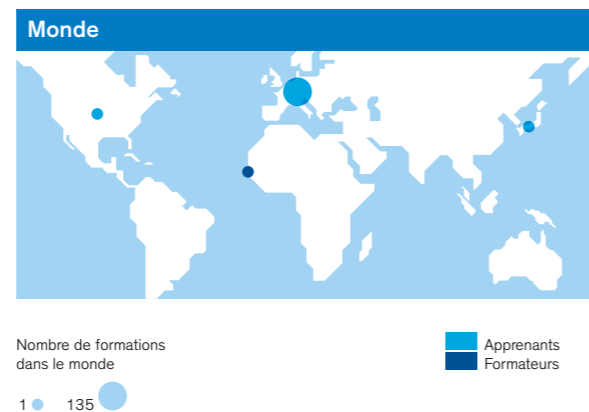 Monde
Nombre de formations
dans le monde
1
135
Apprenants
Formateurs